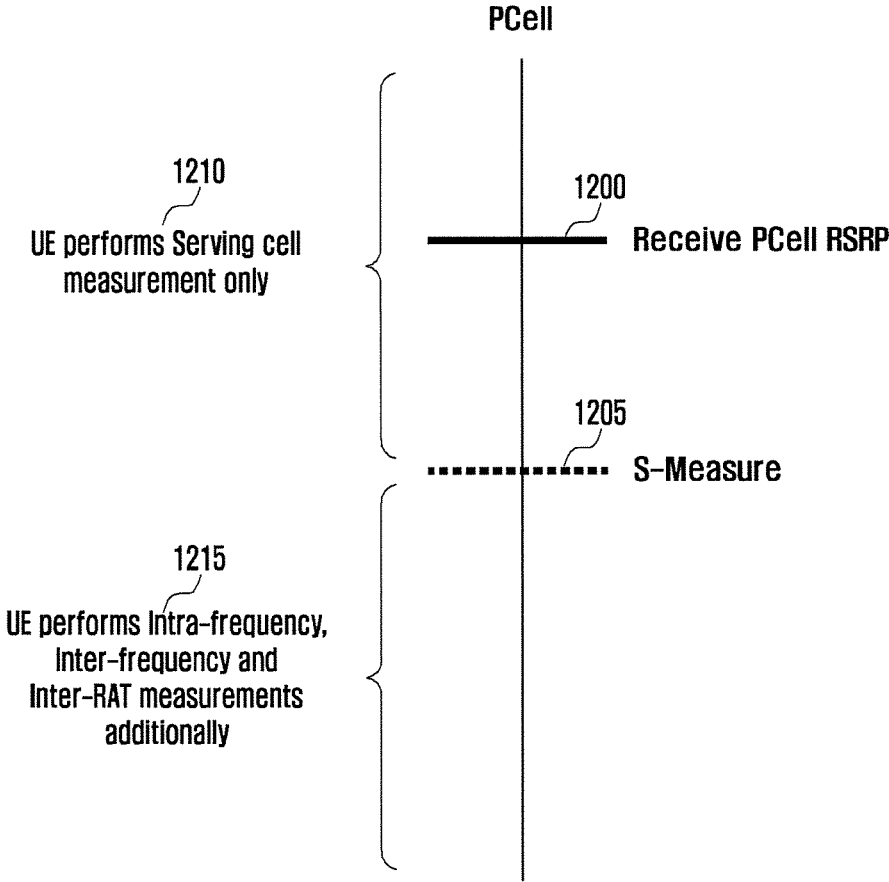 PCell
1210
UE performs Serving cell
measurement only
1200
Receive PCell RSRP
1205
S-Measure
1215
UE performs Intra-frequency,
Inter-frequency and
Inter-RAT measurements
additionally